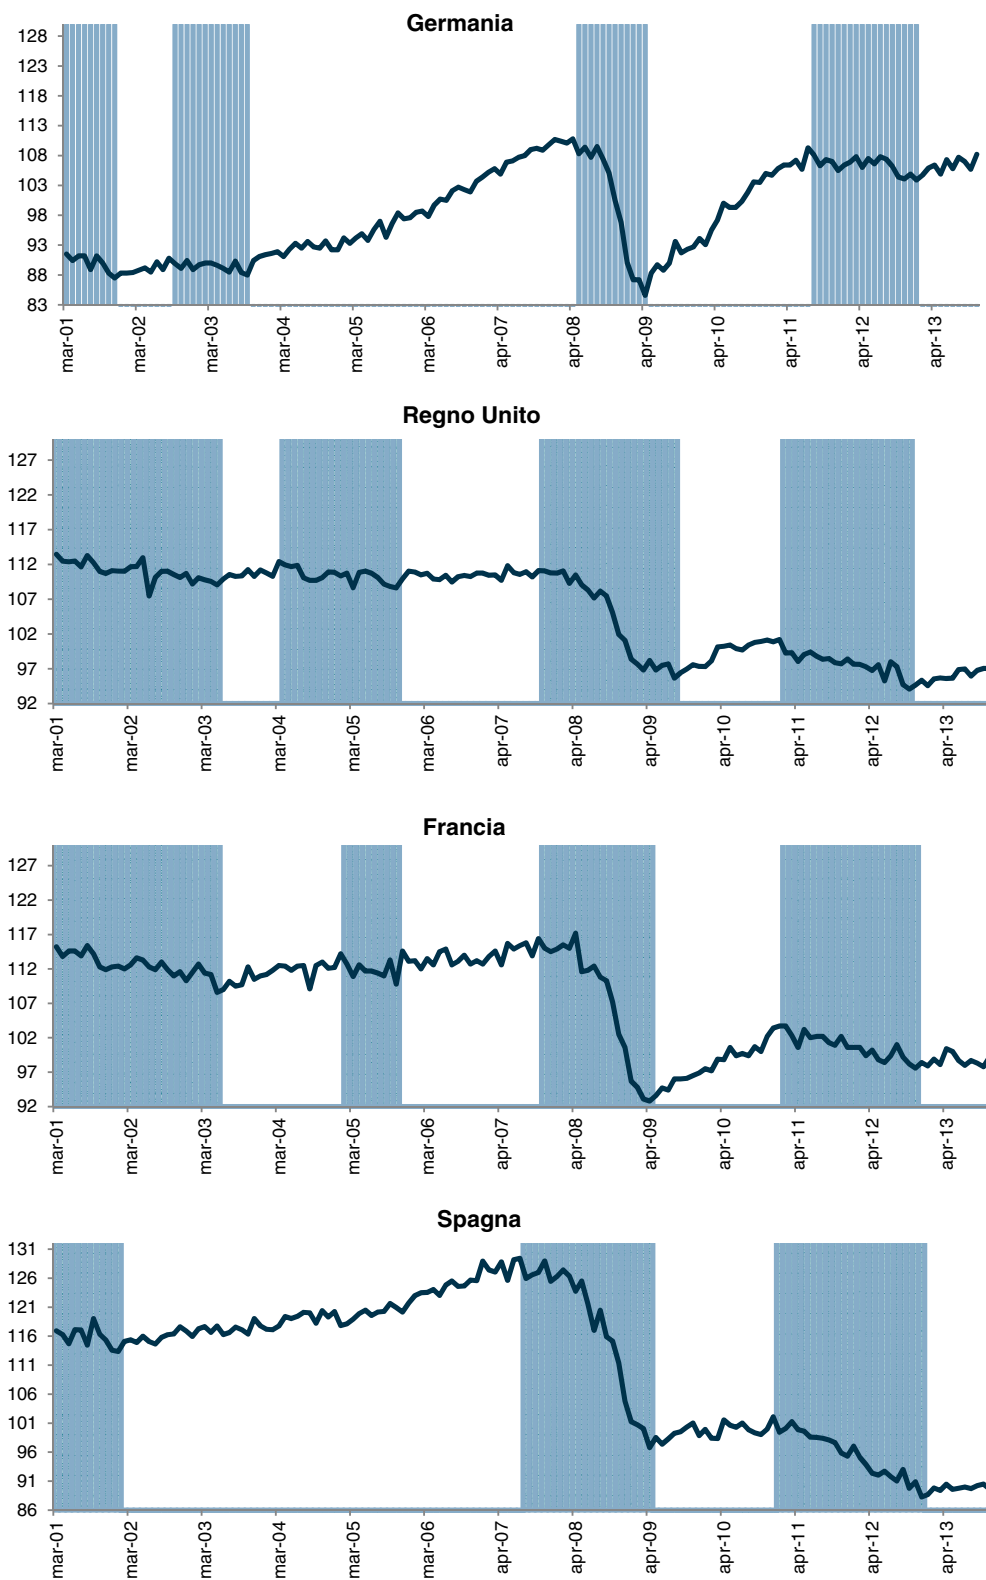 Germania
128
123
118
113
108
103
98
93
88
83
mar-01
mar-02
mar-03
mar-04
mar-05
mar-06
apr-07
apr-08
apr-09
apr-10
apr-11
apr-12
apr-13
Regno Unito
127
122
117
112
107
102
97
92
mar-01
mar-02
mar-03
mar-04
mar-05
mar-06
apr-07
apr-08
apr-09
apr-10
apr-11
apr-12
apr-13
Francia
127
122
117
112
107
102
97
92
mar-01
mar-02
mar-03
mar-04
mar-05
mar-06
apr-07
apr-08
apr-09
apr-10
apr-11
apr-12
apr-13
Spagna
131
126
121
116
111
106
101
96
91
86
mar-01
mar-02
mar-03
mar-04
mar-05
mar-06
apr-07
apr-08
apr-09
apr-10
apr-11
apr-12
apr-13